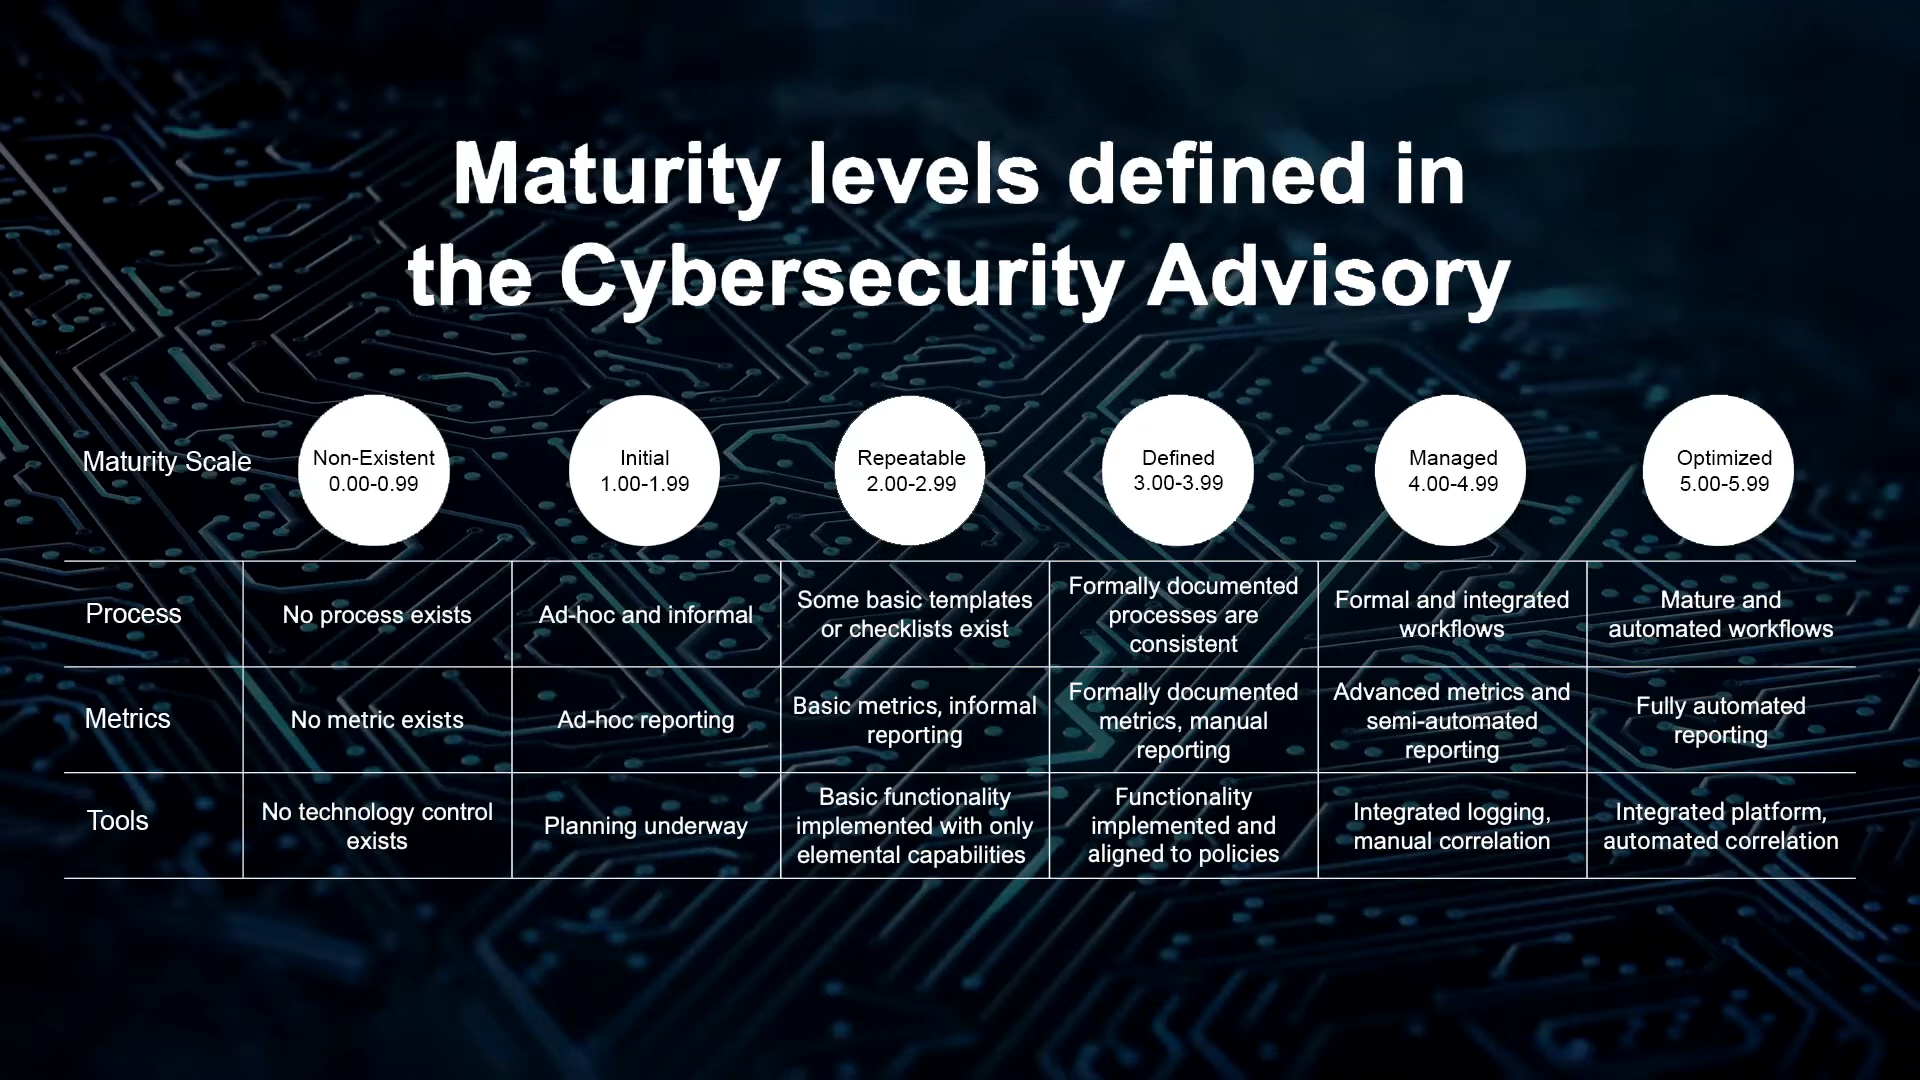 Maturity levels defined in
the Cybersecurity Advisory
Maturity Scale
Non-Existent
0.00-0.99
Initial
1.00-1.99
Repeatable
2.00-2.99
Defined
3.00-3.99
Managed
4.00-4.99
Optimized
5.00-5.99
Process
No process exists
Ad-hoc and informal
Some basic templates
or checklists exist
Formally documented
processes are
consistent
Formal and integrated
workflows
Mature and
automated workflows
Metrics
No metric exists
Ad-hoc reporting
Basic metrics, informal
reporting
Formally documented
metrics, manual
reporting
Advanced metrics and
semi-automated
reporting
Fully automated
reporting
Tools
No technology control
exists
Planning underway
Basic functionality
implemented with only
elemental capabilities
Functionality
implemented and
aligned to policies
Integrated logging,
manual correlation
Integrated platform,
automated correlation